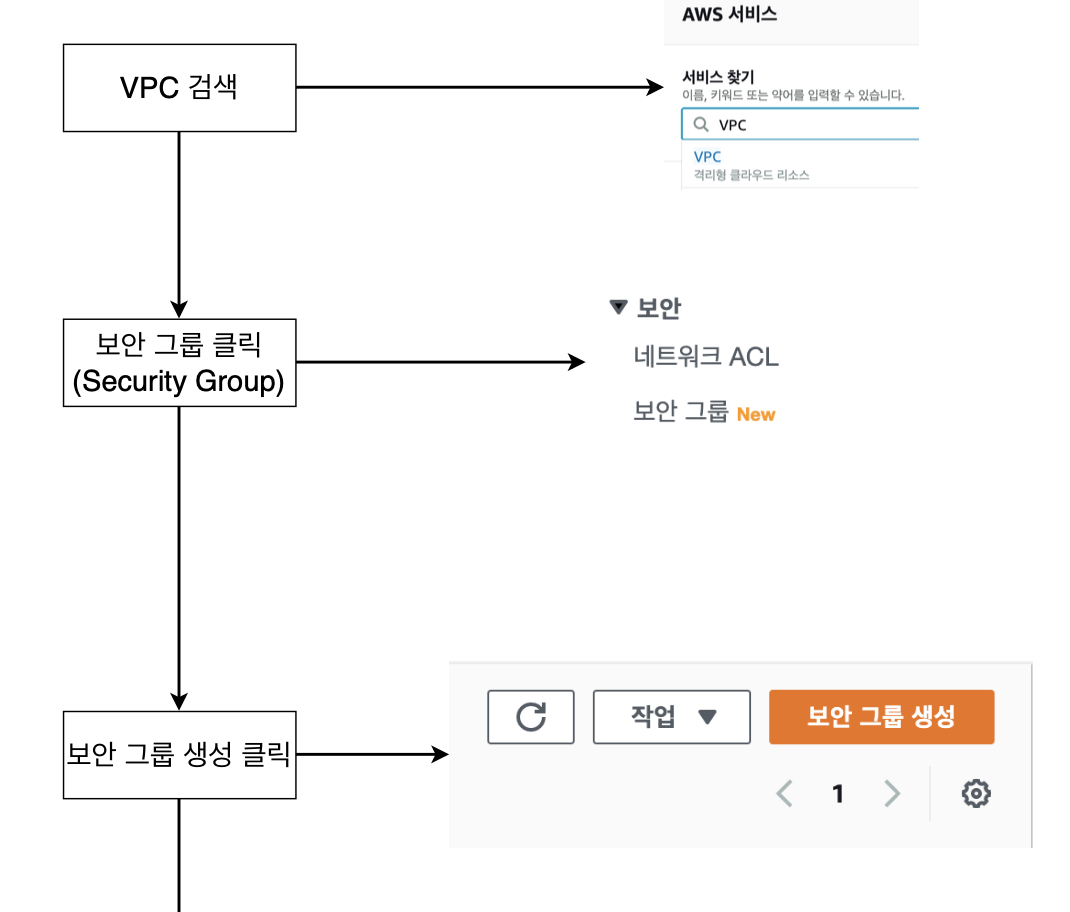 AWS 서비스
VPC 검색
서비스 찾기
이름, 키워드 또는 약어를 입력할 수 있습니다.
VPC
VPC
격리형 클라우드 리소스
보안 그룹 클릭
(Security Group)
▼ 보안
네트워크 ACL
보안 그룹 New
보안 그룹 생성 클릭
작업 ▼
보안 그룹 생성
1